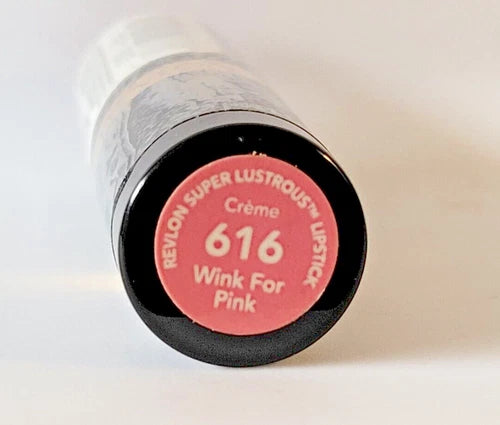 REVLON SUPER LUSTROUS™ LIPSTICK
Crème
616
Wink For
Pink